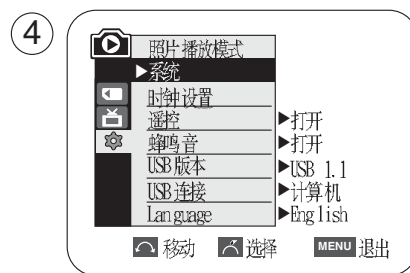 4
照片播放模式
▶系统
时钟设置
遥控 ▶打开
蜂鸣音 ▶打开
USB版本 ▶USB 1.1
USB连接 ▶计算机
Language ▶English
移动 选择 MENU 退出